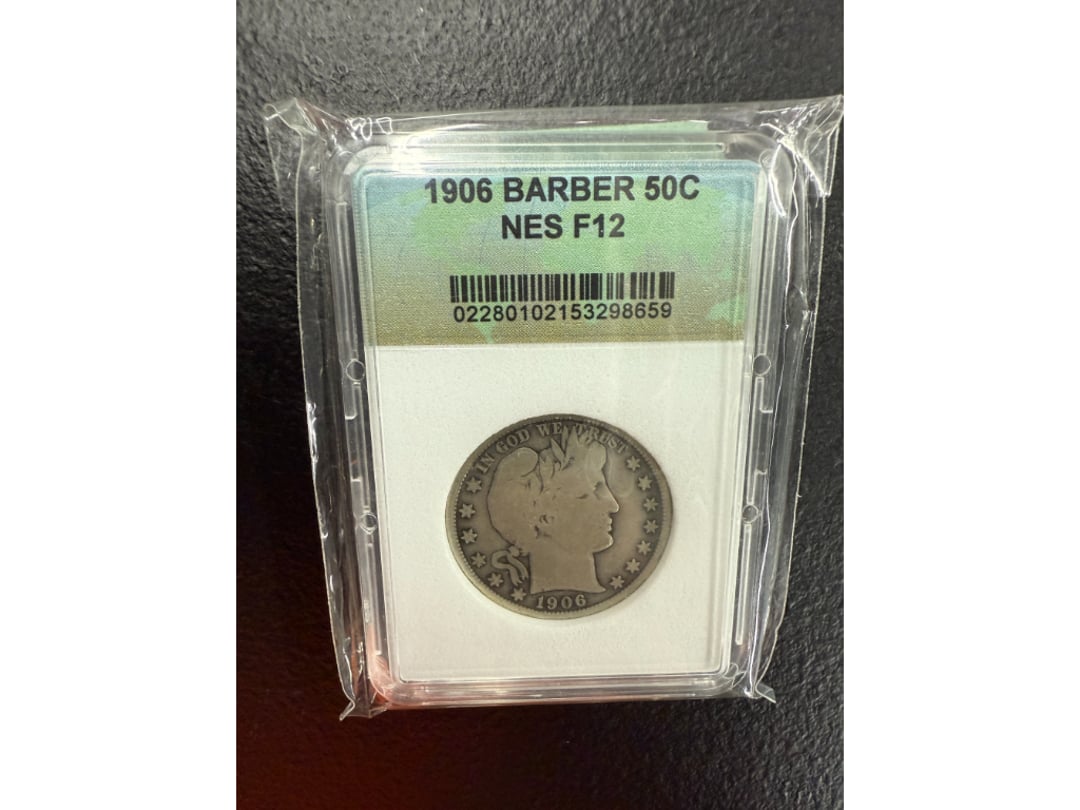 1906 BARBER 50C
NES F12
02280102153298659
IN GOD WE TRUST
1906